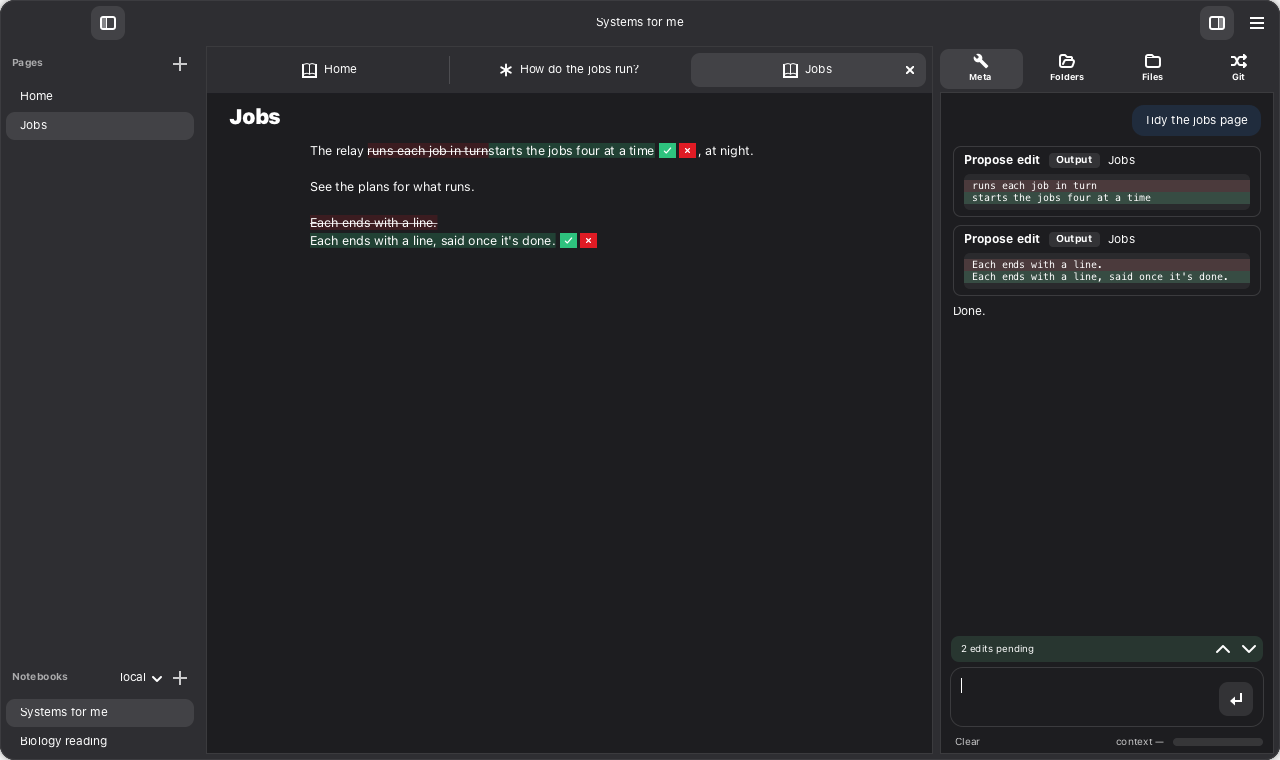 Systems for me
Pages
Home
Jobs
Notebooks
local
Systems for me
Biology reading
Home
How do the jobs run?
Jobs
Jobs
The relay runs each job in turnstarts the jobs four at a time , at night.
See the plans for what runs.
Each ends with a line.
Each ends with a line, said once it's done.
Meta
Folders
Files
Git
Tidy the jobs page
Propose edit Output Jobs
runs each job in turn
starts the jobs four at a time
Propose edit Output Jobs
Each ends with a line.
Each ends with a line, said once it's done.
Done.
2 edits pending
Clear
context —